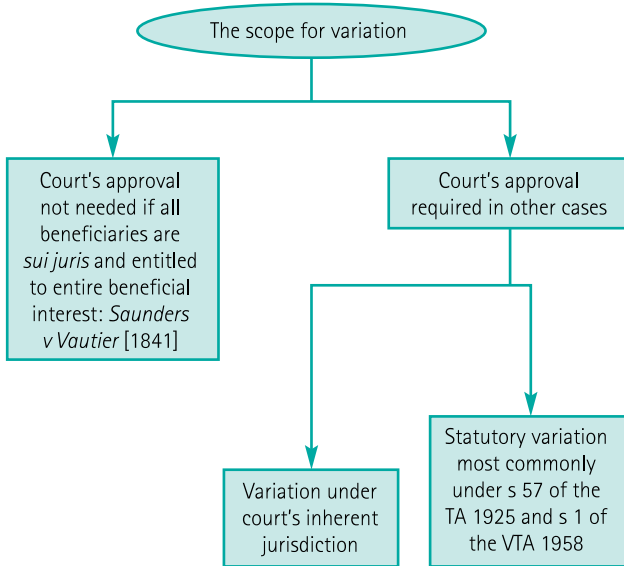 The scope for variation
Court's approval
not needed if all
beneficiaries are
sui juris and entitled
to entire beneficial
interest: Saunders
v Vautier [1841]
Court's approval
required in other cases
Variation under
court's inherent
jurisdiction
Statutory variation
most commonly
under s 57 of the
TA 1925 and s 1 of
the VTA 1958